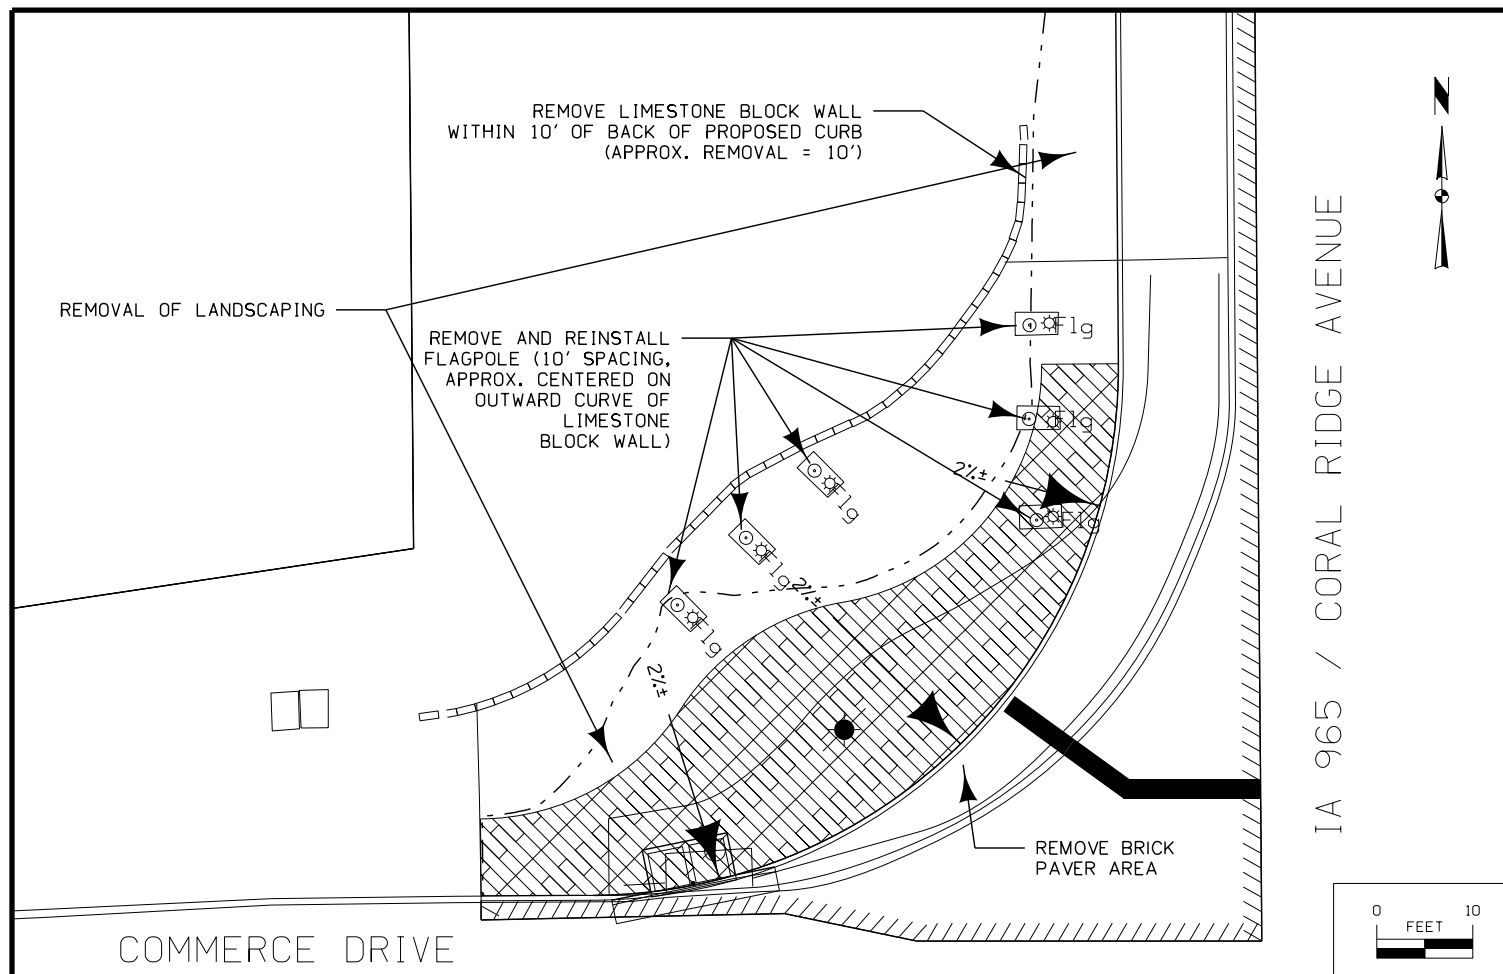 N
REMOVE LIMESTONE BLOCK WALL
WITHIN 10' OF BACK OF PROPOSED CURB
(APPROX. REMOVAL = 10')
REMOVAL OF LANDSCAPING
REMOVE AND REINSTALL
FLAGPOLE (10' SPACING,
APPROX. CENTERED ON
OUTWARD CURVE OF
LIMESTONE
BLOCK WALL)
Flg
Flg
Flg
Flg
Flg
Flg
2%±
2%±
2%±
IA 965 / CORAL RIDGE AVENUE
REMOVE BRICK
PAVER AREA
COMMERCE DRIVE
0 10
FEET